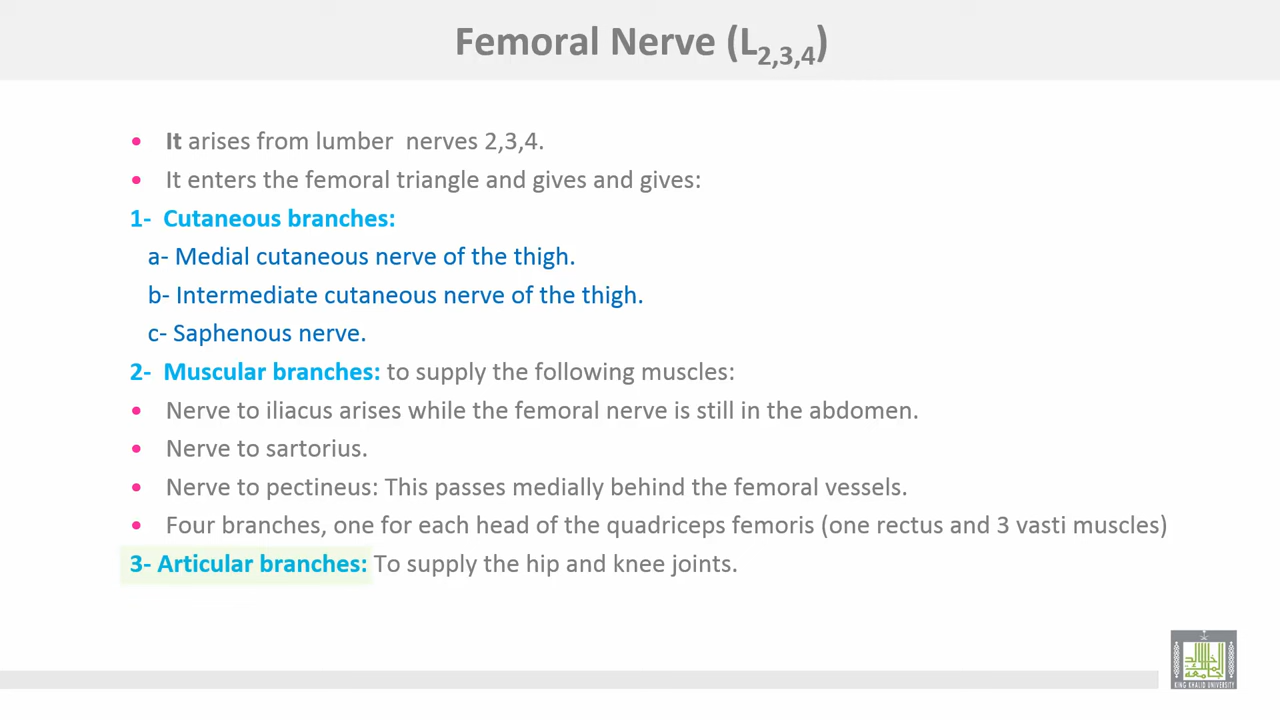 Femoral Nerve (L2,3,4)
• It arises from lumber nerves 2,3,4.
• It enters the femoral triangle and gives and gives:
1- Cutaneous branches:
a- Medial cutaneous nerve of the thigh.
b- Intermediate cutaneous nerve of the thigh.
c- Saphenous nerve.
2- Muscular branches: to supply the following muscles:
• Nerve to iliacus arises while the femoral nerve is still in the abdomen.
• Nerve to sartorius.
• Nerve to pectineus: This passes medially behind the femoral vessels.
• Four branches, one for each head of the quadriceps femoris (one rectus and 3 vasti muscles)
3- Articular branches: To supply the hip and knee joints.
KING KHALID UNIVERSITY